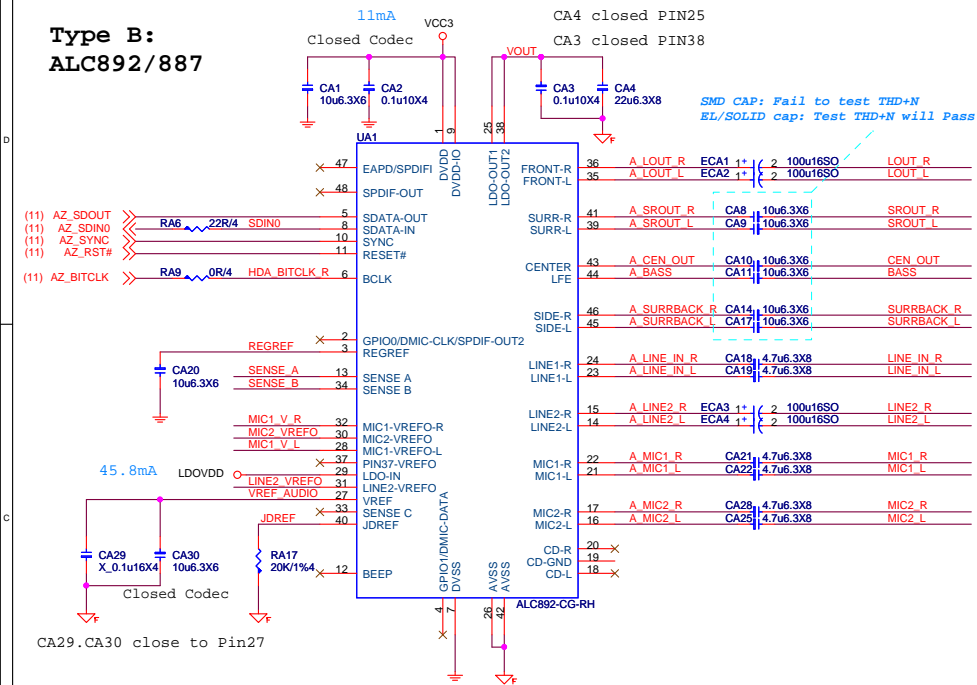 Type B:
ALC892/887
11mA
VCC3
Closed Codec
CA4 closed PIN25
CA3 closed PIN38
VOUT
CA1
10u6.3X6
CA2
0.1u10X4
CA3
0.1u10X4
CA4
22u6.3X8
SMD CAP: Fail to test THD+N
EL/SOLID cap: Test THD+N will Pass
F
D
C
UA1
1
9
25
38
DVDD
DVDD-IO
LDO-OUT1
LDO-OUT2
47 EAPD/SPDIFI
48 SPDIF-OUT
(11) AZ_SDOUT 5 SDATA-OUT
(11) AZ_SDIN0 RA6 22R/4 SDIN0 8 SDATA-IN
(11) AZ_SYNC 10 SYNC
(11) AZ_RST# 11 RESET#
(11) AZ_BITCLK RA9 0R/4 HDA_BITCLK_R 6 BCLK
2 GPIO0/DMIC-CLK/SPDIF-OUT2
REGREF 3 REGREF
CA20
10u6.3X6
SENSE_A 13 SENSE A
SENSE_B 34 SENSE B
MIC1_V_R 32 MIC1-VREFO-R
MIC2_VREFO 30 MIC2-VREFO
MIC1_V_L 28 MIC1-VREFO-L
37 PIN37-VREFO
45.8mA LDOVDD 29 LDO-IN
LINE2_VREFO 31 LINE2-VREFO
VREF_AUDIO 27 VREF
33 SENSE C
JDREF 40 JDREF
CA29
X_0.1u16X4
CA30
10u6.3X6
RA17
20K/1%4
12 BEEP
Closed Codec
F
F
CA29.CA30 close to Pin27
FRONT-R 36 A_LOUT_R ECA1 1 + 2 100u16SO LOUT_R
FRONT-L 35 A_LOUT_L ECA2 1 + 2 100u16SO LOUT_L
SURR-R 41 A_SROUT_R CA8 10u6.3X6 SROUT_R
SURR-L 39 A_SROUT_L CA9 10u6.3X6 SROUT_L
CENTER 43 A_CEN_OUT CA10 10u6.3X6 CEN_OUT
LFE 44 A_BASS CA11 10u6.3X6 BASS
SIDE-R 46 A_SURRBACK_R CA14 10u6.3X6 SURRBACK_R
SIDE-L 45 A_SURRBACK_L CA17 10u6.3X6 SURRBACK_L
LINE1-R 24 A_LINE_IN_R CA18 4.7u6.3X8 LINE_IN_R
LINE1-L 23 A_LINE_IN_L CA19 4.7u6.3X8 LINE_IN_L
LINE2-R 15 A_LINE2_R ECA3 1 + 2 100u16SO LINE2_R
LINE2-L 14 A_LINE2_L ECA4 1 + 2 100u16SO LINE2_L
MIC1-R 22 A_MIC1_R CA21 4.7u6.3X8 MIC1_R
MIC1-L 21 A_MIC1_L CA22 4.7u6.3X8 MIC1_L
MIC2-R 17 A_MIC2_R CA28 4.7u6.3X8 MIC2_R
MIC2-L 16 A_MIC2_L CA25 4.7u6.3X8 MIC2_L
CD-R 20
CD-GND 19
CD-L 18
GPIO1/DMIC-DATA
DVSS
AVSS
AVSS
ALC892-CG-RH
4
7
26
42
F